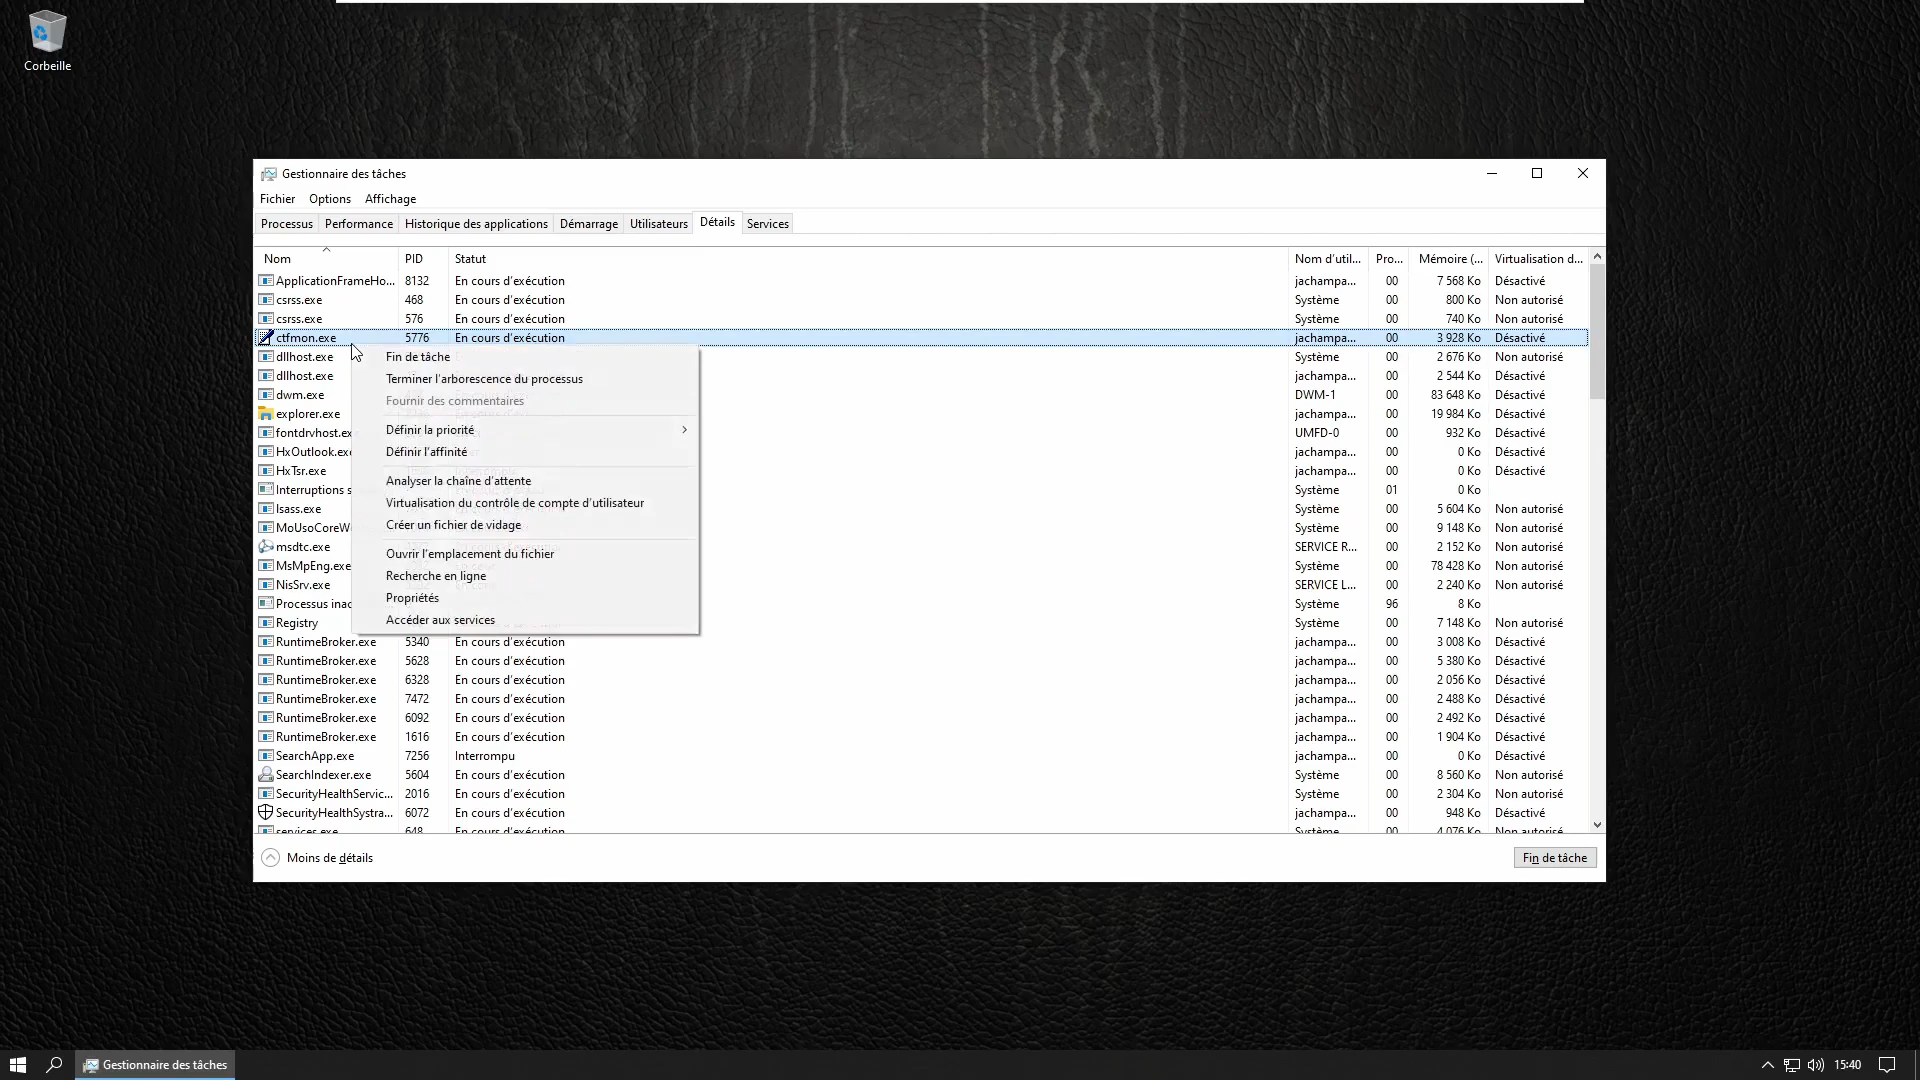 Corbeille
Gestionnaire des tâches
Fichier Options Affichage
Processus Performance Historique des applications Démarrage Utilisateurs Détails Services
Nom PID Statut Nom d'util... Pro... Mémoire (... Virtualisation d...
ApplicationFrameHo... 8132 En cours d'exécution jachampa... 00 7 568 Ko Désactivé
csrss.exe 468 En cours d'exécution Système 00 800 Ko Non autorisé
csrss.exe 576 En cours d'exécution Système 00 740 Ko Non autorisé
ctfmon.exe 5776 En cours d'exécution jachampa... 00 3 928 Ko Désactivé
dllhost.exe Système 00 2 676 Ko Non autorisé
dllhost.exe jachampa... 00 2 544 Ko Désactivé
dwm.exe DWM-1 00 83 648 Ko Désactivé
explorer.exe jachampa... 00 19 984 Ko Désactivé
fontdrvhost.ex UMFD-0 00 932 Ko Désactivé
HxOutlook.ex jachampa... 00 0 Ko Désactivé
HxTsr.exe jachampa... 00 0 Ko Désactivé
Interruptions s Système 01 0 Ko
lsass.exe Système 00 5 604 Ko Non autorisé
MoUsoCoreW Système 00 9 148 Ko Non autorisé
msdtc.exe SERVICE R... 00 2 152 Ko Non autorisé
MsMpEng.exe Système 00 78 428 Ko Non autorisé
NisSrv.exe SERVICE L... 00 2 240 Ko Non autorisé
Processus inac Système 96 8 Ko
Registry Système 00 7 148 Ko Non autorisé
Fin de tâche
Terminer l'arborescence du processus
Fournir des commentaires
Définir la priorité
Définir l'affinité
Analyser la chaîne d'attente
Virtualisation du contrôle de compte d'utilisateur
Créer un fichier de vidage
Ouvrir l'emplacement du fichier
Recherche en ligne
Propriétés
Accéder aux services
RuntimeBroker.exe 5340 En cours d'exécution jachampa... 00 3 008 Ko Désactivé
RuntimeBroker.exe 5628 En cours d'exécution jachampa... 00 5 380 Ko Désactivé
RuntimeBroker.exe 6328 En cours d'exécution jachampa... 00 2 056 Ko Désactivé
RuntimeBroker.exe 7472 En cours d'exécution jachampa... 00 2 488 Ko Désactivé
RuntimeBroker.exe 6092 En cours d'exécution jachampa... 00 2 492 Ko Désactivé
RuntimeBroker.exe 1616 En cours d'exécution jachampa... 00 1 904 Ko Désactivé
SearchApp.exe 7256 Interrompu jachampa... 00 0 Ko Désactivé
SearchIndexer.exe 5604 En cours d'exécution Système 00 8 560 Ko Non autorisé
SecurityHealthServic... 2016 En cours d'exécution Système 00 2 304 Ko Non autorisé
SecurityHealthSystra... 6072 En cours d'exécution jachampa... 00 948 Ko Désactivé
services.exe 648 En cours d'exécution Système 00 4 076 Ko Non autorisé
Moins de détails Fin de tâche
Gestionnaire des tâches 15:40